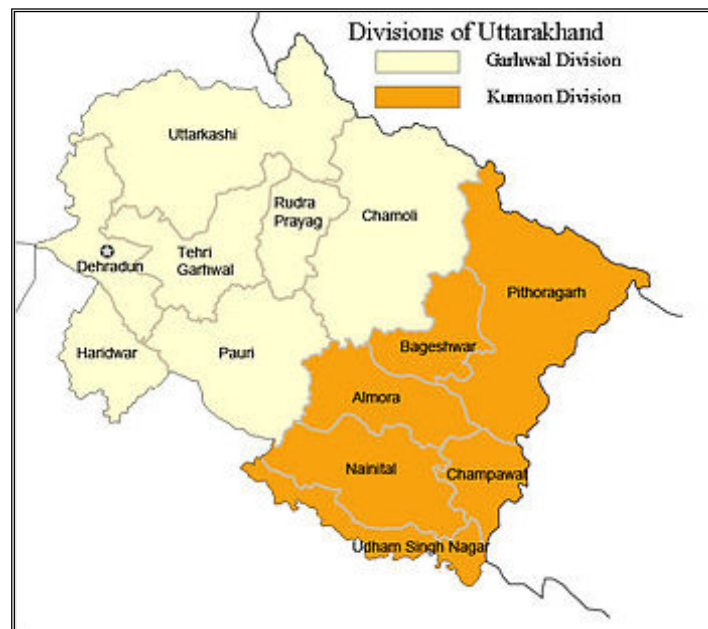 Divisions of Uttarakhand
Garhwal Division
Kumaon Division
Uttarkashi
Rudra
Prayag
Chamoli
Tehri
Garhwal
Dehradun
Pithoragarh
Haridwar
Pauri
Bageshwar
Almora
Nainital
Champawat
Udham Singh Nagar